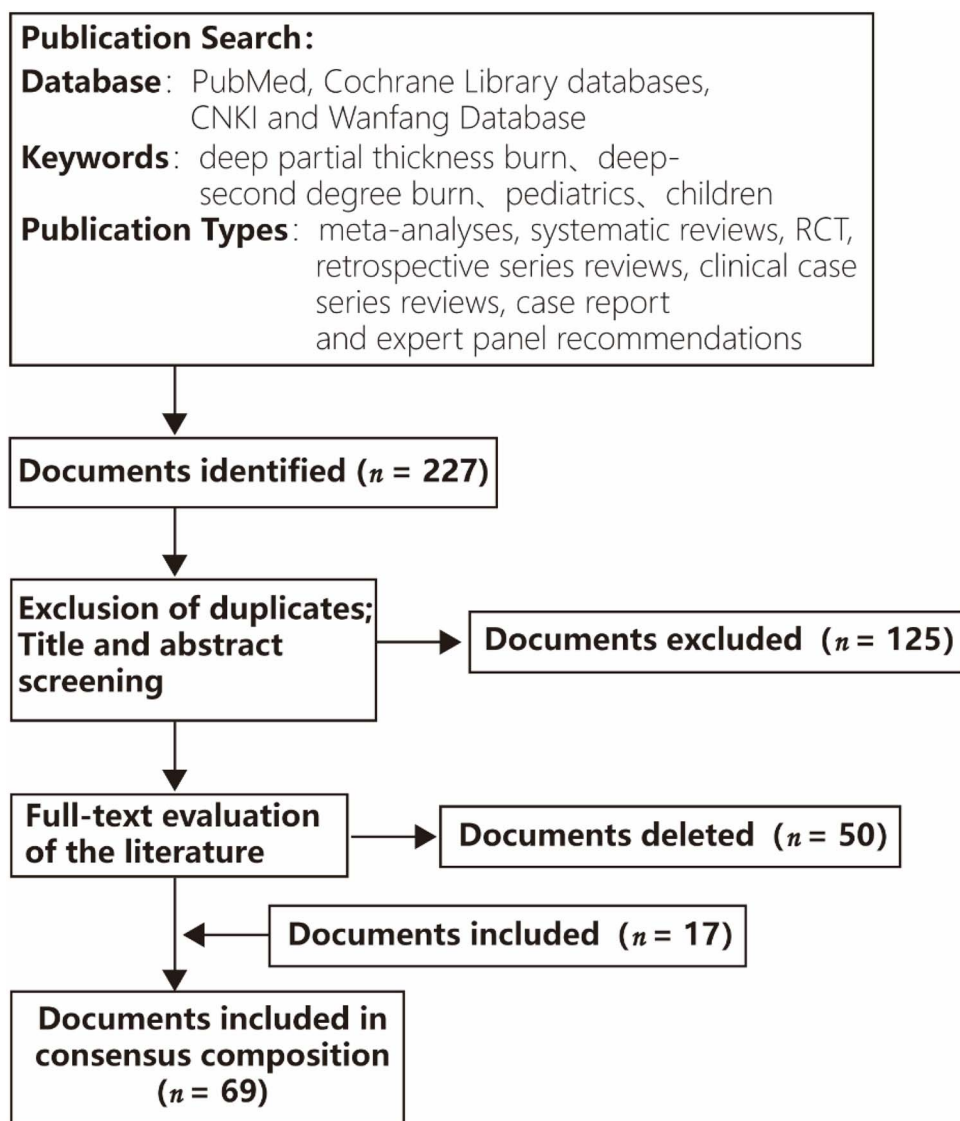 Publication Search:
Database: PubMed, Cochrane Library databases,
CNKI and Wanfang Database
Keywords: deep partial thickness burn、deep-
second degree burn、pediatrics、children
Publication Types: meta-analyses, systematic reviews, RCT,
retrospective series reviews, clinical case
series reviews, case report
and expert panel recommendations
Documents identified (n = 227)
Exclusion of duplicates;
Title and abstract
screening
Documents excluded (n = 125)
Full-text evaluation
of the literature
Documents deleted (n = 50)
Documents included (n = 17)
Documents included in
consensus composition
(n = 69)